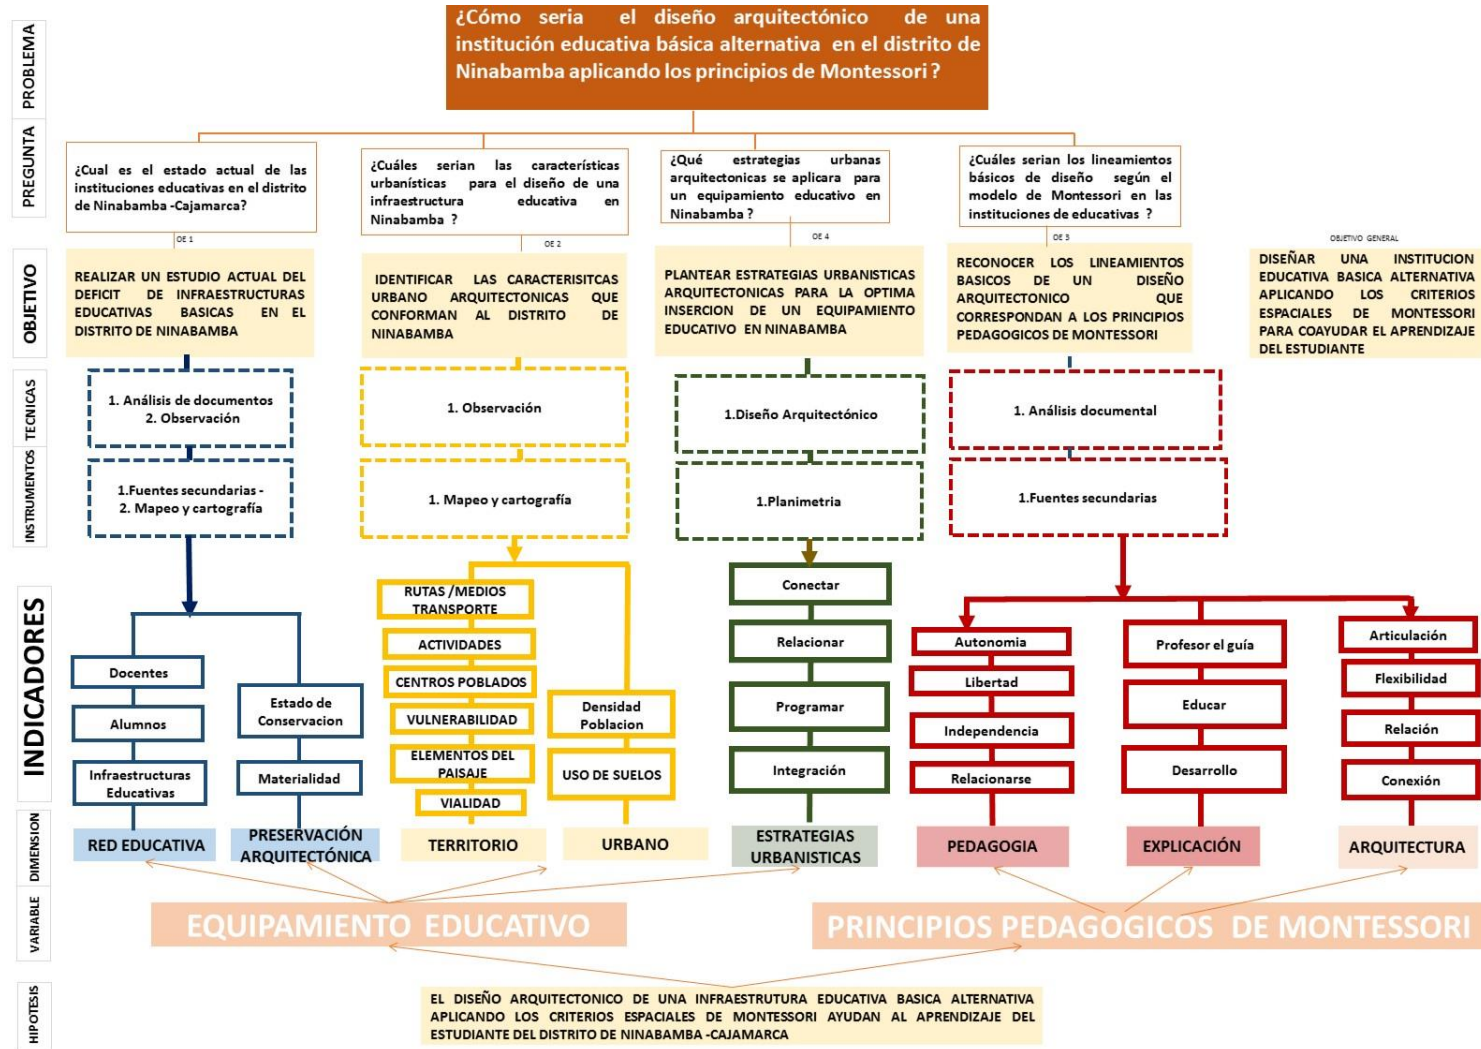 ¿Cómo seria el diseño arquitectónico de una
institución educativa básica alternativa en el distrito de
Ninabamba aplicando los principios de Montessori ?
PROBLEMA
PREGUNTA
¿Cual es el estado actual de las
instituciones educativas en el distrito
de Ninabamba -Cajamarca?
¿Cuáles serian las características
urbanísticas para el diseño de una
infraestructura educativa en
Ninabamba ?
¿Qué estrategias urbanas
arquitectonicas se aplicara para
un equipamiento educativo en
Ninabamba ?
¿Cuáles serian los lineamientos
básicos de diseño según el
modelo de Montessori en las
instituciones de educativas ?
OE 1
OE 2
OE 4
OE 3
OBJETIVO GENERAL
OBJETIVO
REALIZAR UN ESTUDIO ACTUAL DEL
DEFICIT DE INFRAESTRUCTURAS
EDUCATIVAS BASICAS EN EL
DISTRITO DE NINABAMBA
IDENTIFICAR LAS CARACTERISITCAS
URBANO ARQUITECTONICAS QUE
CONFORMAN AL DISTRITO DE
NINABAMBA
PLANTEAR ESTRATEGIAS URBANISTICAS
ARQUITECTONICAS PARA LA OPTIMA
INSERCION DE UN EQUIPAMIENTO
EDUCATIVO EN NINABAMBA
RECONOCER LOS LINEAMIENTOS
BASICOS DE UN DISEÑO
ARQUITECTONICO QUE
CORRESPONDAN A LOS PRINCIPIOS
PEDAGOGICOS DE MONTESSORI
DISEÑAR UNA INSTITUCION
EDUCATIVA BASICA ALTERNATIVA
APLICANDO LOS CRITERIOS
ESPACIALES DE MONTESSORI
PARA COAYUDAR EL APRENDIZAJE
DEL ESTUDIANTE
TECNICAS
1. Análisis de documentos
2. Observación
1. Observación
1.Diseño Arquitectónico
1. Análisis documental
INSTRUMENTOS
1.Fuentes secundarias -
2. Mapeo y cartografía
1. Mapeo y cartografía
1.Planimetria
1.Fuentes secundarias
INDICADORES
Docentes
Alumnos
Infraestructuras
Educativas
Estado de
Conservacion
Materialidad
RUTAS /MEDIOS
TRANSPORTE
ACTIVIDADES
CENTROS POBLADOS
VULNERABILIDAD
ELEMENTOS DEL
PAISAJE
VIALIDAD
Densidad
Poblacion
USO DE SUELOS
Conectar
Relacionar
Programar
Integración
Autonomia
Libertad
Independencia
Relacionarse
Profesor el guía
Educar
Desarrollo
Articulación
Flexibilidad
Relación
Conexión
DIMENSION
RED EDUCATIVA
PRESERVACIÓN
ARQUITECTÓNICA
TERRITORIO
URBANO
ESTRATEGIAS
URBANISTICAS
PEDAGOGIA
EXPLICACIÓN
ARQUITECTURA
VARIABLE
EQUIPAMIENTO EDUCATIVO
PRINCIPIOS PEDAGOGICOS DE MONTESSORI
HIPOTESIS
EL DISEÑO ARQUITECTONICO DE UNA INFRAESTRUTURA EDUCATIVA BASICA ALTERNATIVA
APLICANDO LOS CRITERIOS ESPACIALES DE MONTESSORI AYUDAN AL APRENDIZAJE DEL
ESTUDIANTE DEL DISTRITO DE NINABAMBA -CAJAMARCA